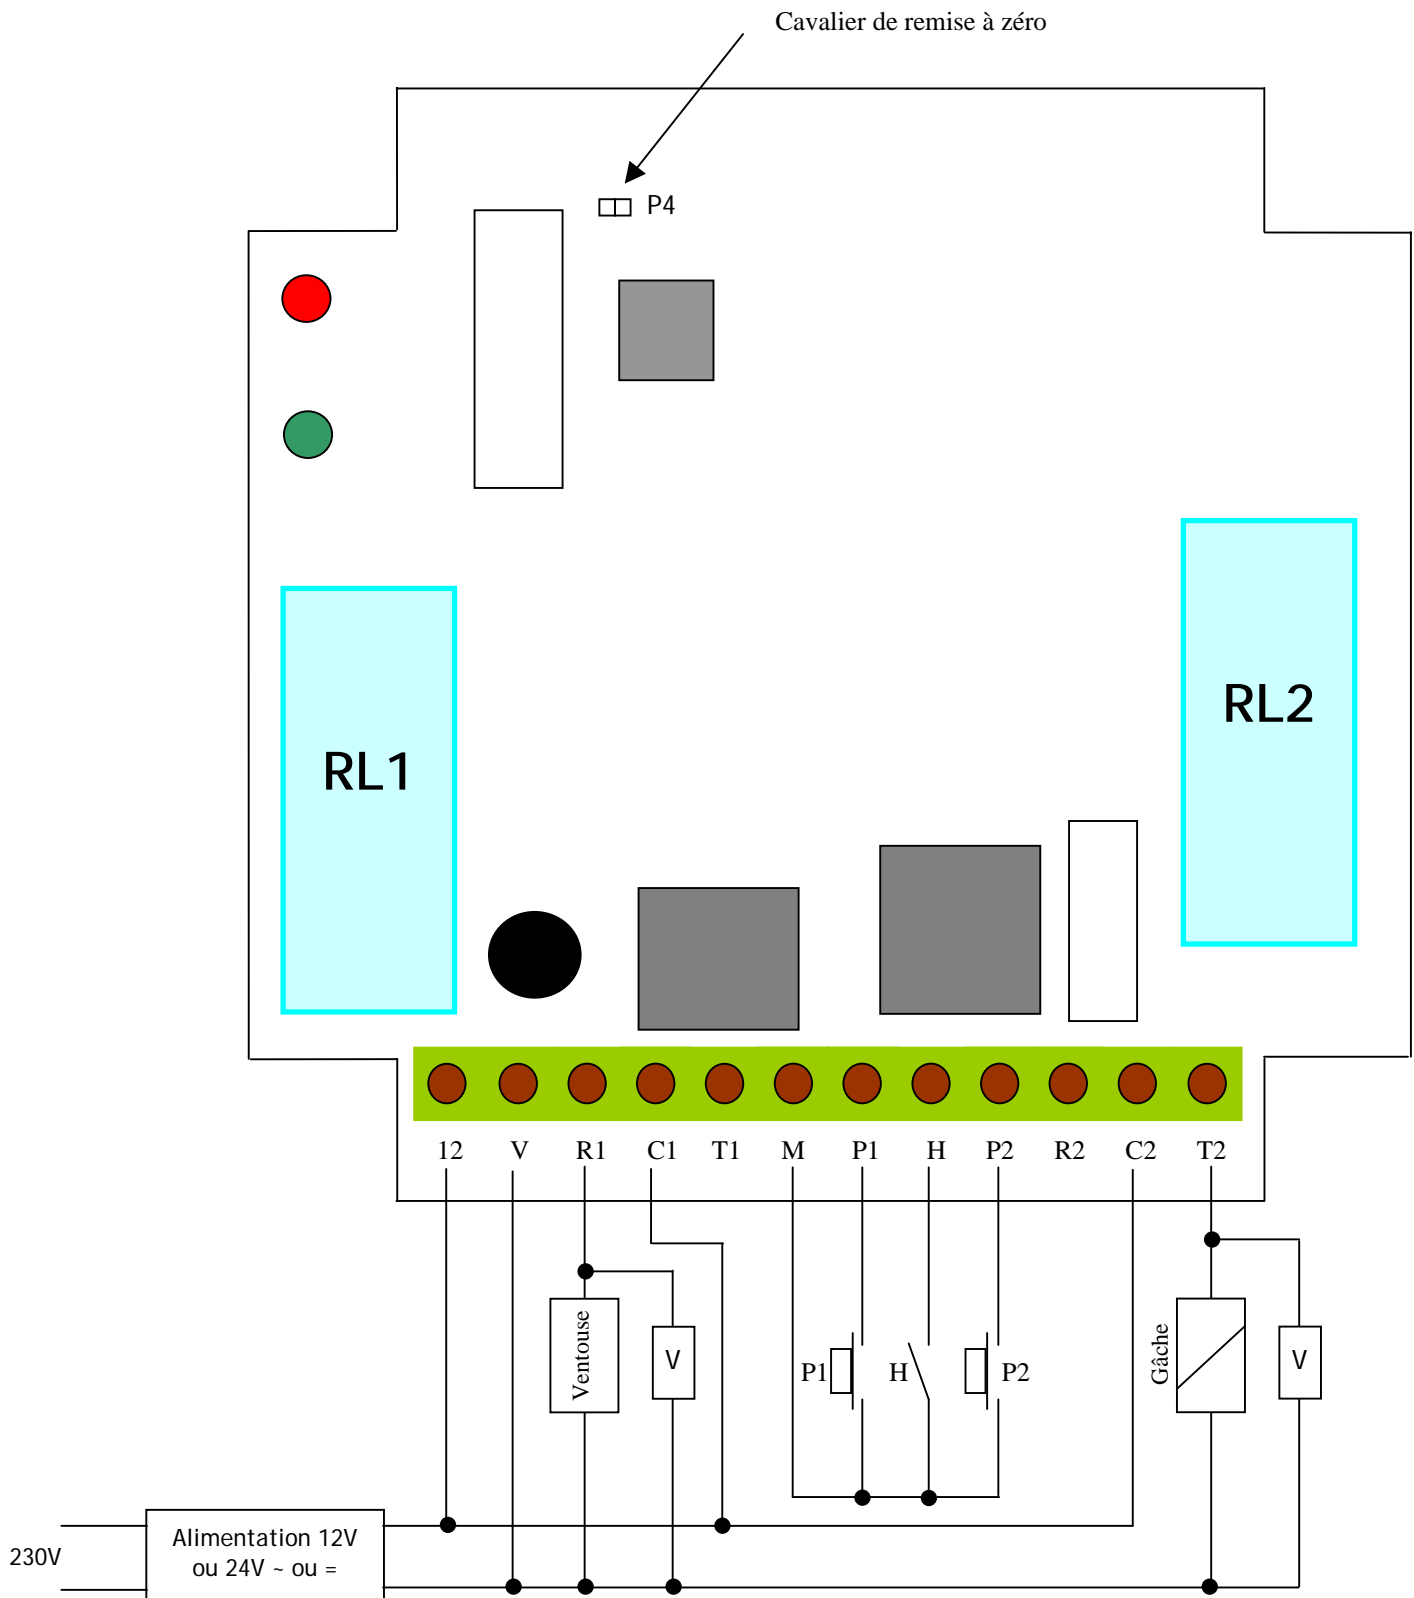 Cavalier de remise à zéro
P4
RL2
RL1
12 V R1 C1 T1 M P1 H P2 R2 C2 T2
Ventouse
V
P1
H
P2
Gâche
V
230V
Alimentation 12V
ou 24V ~ ou =